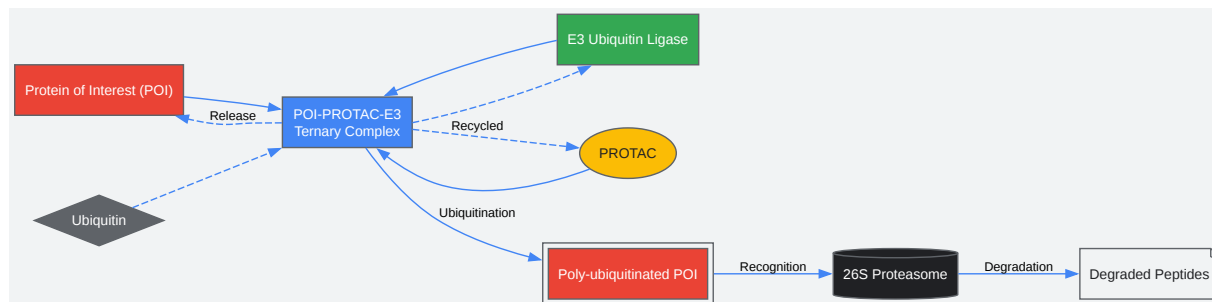 E3 Ubiquitin Ligase
Protein of Interest (POI)
Release
POI-PROTAC-E3
Ternary Complex
Recycled
PROTAC
Ubiquitin
Ubiquitination
Poly-ubiquitinated POI
Recognition
26S Proteasome
Degradation
Degraded Peptides